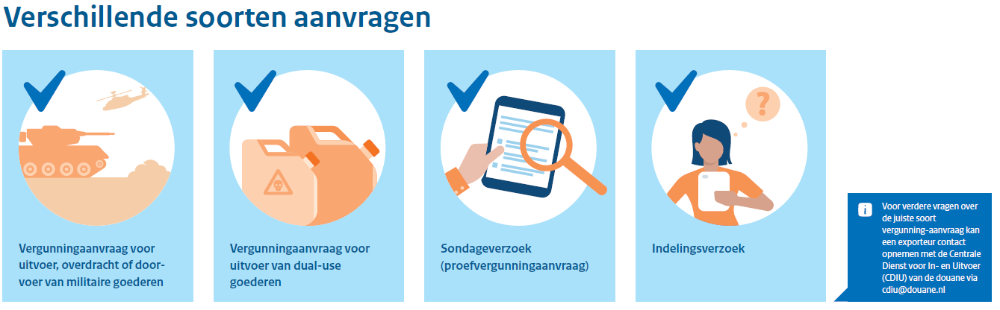 Verschillende soorten aanvragen
Vergunningaanvraag voor
uitvoer, overdracht of door-
voer van militaire goederen
Vergunningaanvraag voor
uitvoer van dual-use
goederen
Sondageverzoek
(proefvergunningaanvraag)
?
Indelingsverzoek
i
Voor verdere vragen over
de juiste soort
vergunning-aanvraag kan
een exporteur contact
opnemen met de Centrale
Dienst voor In- en Uitvoer
(CDIU) van de douane via
cdiu@douane.nl